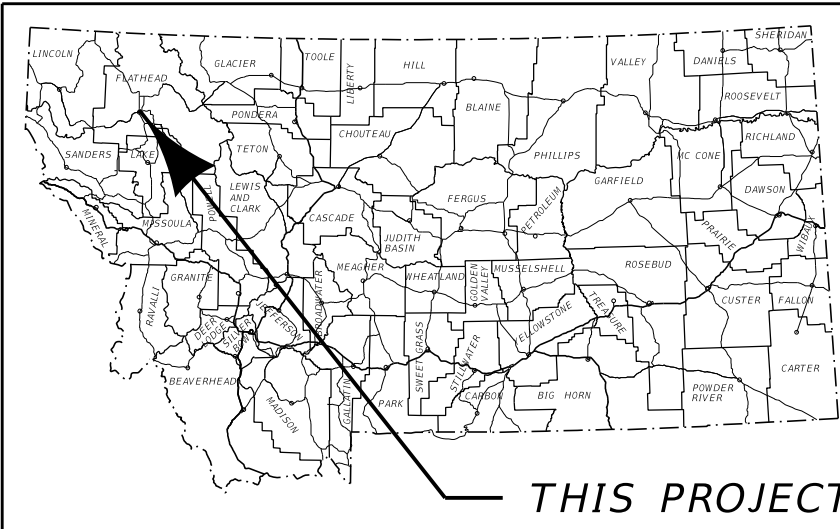 SHERIDAN
LINCOLN
FLATHEAD
GLACIER
TOOLE
LIBERTY
HILL
VALLEY
DANIELS
ROOSEVELT
PONDERA
BLAINE
CHOUTEAU
RICHLAND
SANDERS
LAKE
TETON
PHILLIPS
MC CONE
GARFIELD
DAWSON
LEWIS
AND
CLARK
FERGUS
PETROLEUM
MINERAL
MISSOULA
CASCADE
JUDITH
BASIN
PRAIRIE
WIBAUX
GRANITE
MEAGHER
WHEATLAND
GOLDEN
VALLEY
MUSSELSHELL
ROSEBUD
RAVALLI
BROADWATER
JEFFERSON
TREASURE
CUSTER
FALLON
DEER
LODGE
SILVER
BOW
YELLOWSTONE
SWEET GRASS
STILLWATER
CARTER
BEAVERHEAD
MADISON
GALLATIN
PARK
CARBON
BIG HORN
POWDER
RIVER
THIS PROJECT